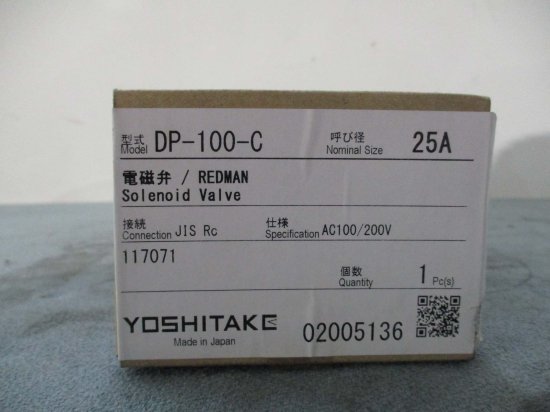 型式 Model DP-100-C 呼び径 Nominal Size 25A
電磁弁 / REDMAN
Solenoid Valve
接続 Connection JIS Rc 仕様 Specification AC100/200V
117071
個数 Quantity 1 Pc(s)
YOSHITAKE
Made in Japan 02005136